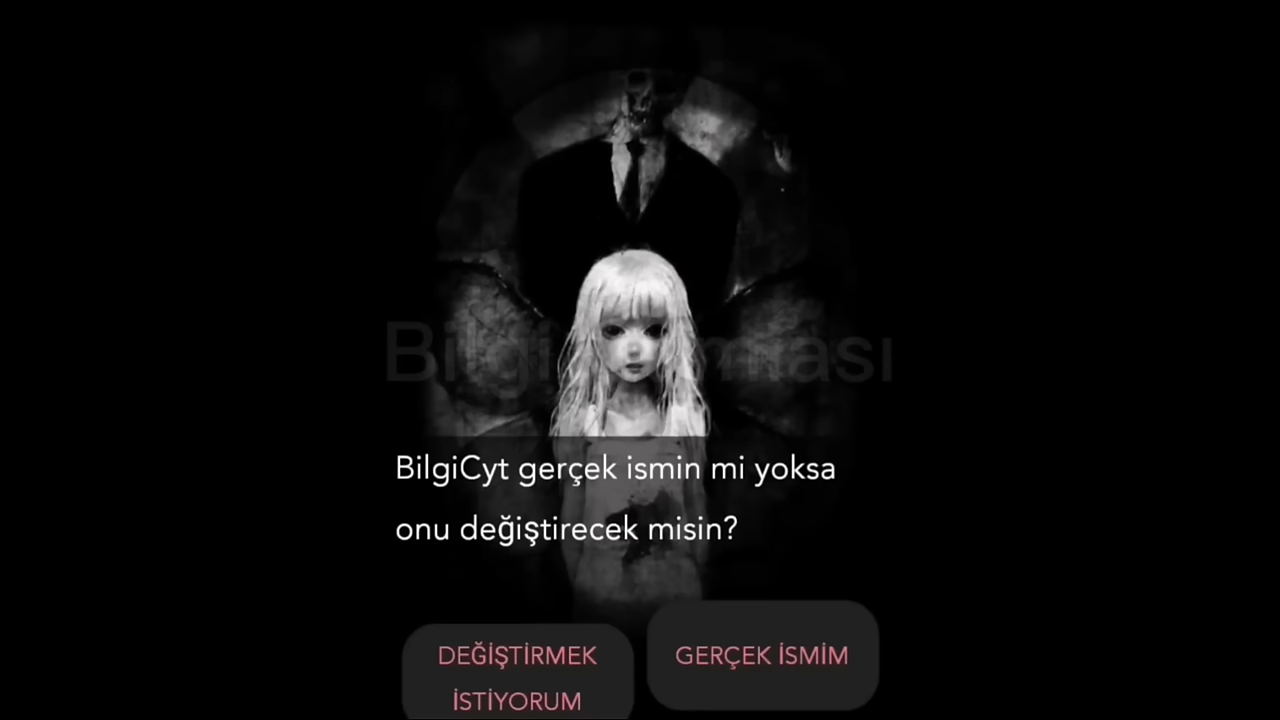 BilgiCyt gerçek ismin mi yoksa
onu değiştirecek misin?
DEĞİŞTİRMEK
İSTİYORUM
GERÇEK İSMİM